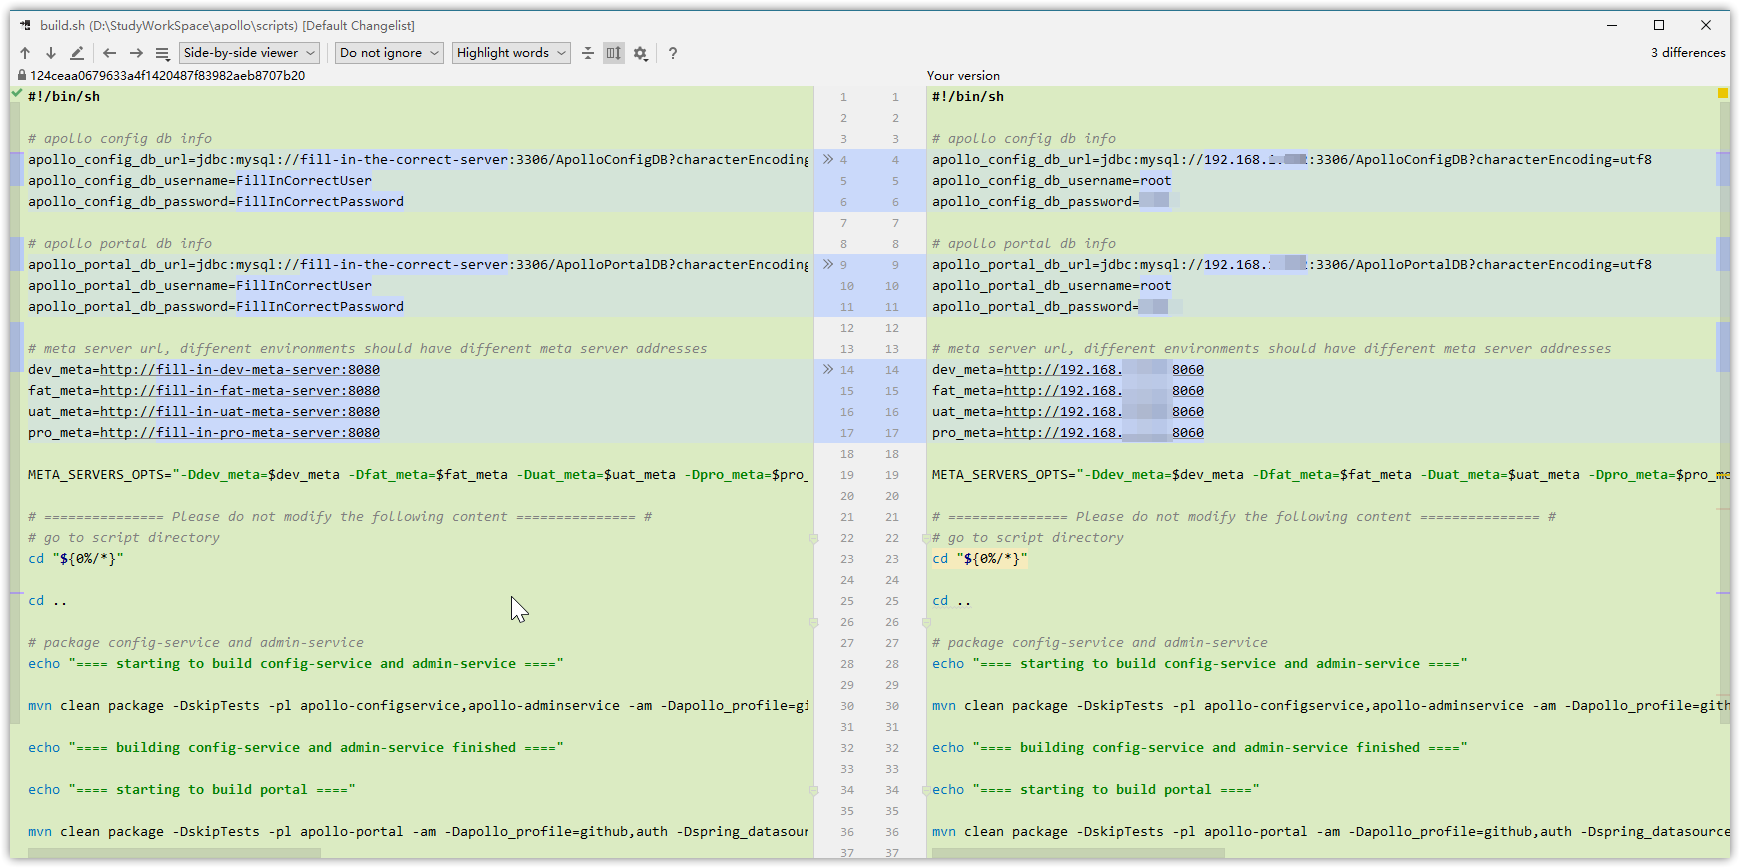 build.sh (D:\StudyWorkSpace\apollo\scripts) [Default Changelist]
Side-by-side viewer Do not ignore Highlight words ? 3 differences
124ceaa0679633a4f1420487f83982aeb8707b20
#!/bin/sh
# apollo config db info
apollo_config_db_url=jdbc:mysql://fill-in-the-correct-server:3306/ApolloConfigDB?characterEncoding
apollo_config_db_username=FillInCorrectUser
apollo_config_db_password=FillInCorrectPassword
# apollo portal db info
apollo_portal_db_url=jdbc:mysql://fill-in-the-correct-server:3306/ApolloPortalDB?characterEncoding
apollo_portal_db_username=FillInCorrectUser
apollo_portal_db_password=FillInCorrectPassword
# meta server url, different environments should have different meta server addresses
dev_meta=http://fill-in-dev-meta-server:8080
fat_meta=http://fill-in-fat-meta-server:8080
uat_meta=http://fill-in-uat-meta-server:8080
pro_meta=http://fill-in-pro-meta-server:8080
META_SERVERS_OPTS="-Ddev_meta=$dev_meta -Dfat_meta=$fat_meta -Duat_meta=$uat_meta -Dpro_meta=$pro_
# =============== Please do not modify the following content =============== #
# go to script directory
cd "${0%/*}"
cd ..
# package config-service and admin-service
echo "==== starting to build config-service and admin-service ===="
mvn clean package -DskipTests -pl apollo-configservice,apollo-adminservice -am -Dapollo_profile=gi
echo "==== building config-service and admin-service finished ===="
echo "==== starting to build portal ===="
mvn clean package -DskipTests -pl apollo-portal -am -Dapollo_profile=github,auth -Dspring_datasour
1 1
2 2
3 3
4 4
5 5
6 6
7 7
8 8
9 9
10 10
11 11
12 12
13 13
14 14
15 15
16 16
17 17
18 18
19 19
20 20
21 21
22 22
23 23
24 24
25 25
26 26
27 27
28 28
29 29
30 30
31 31
32 32
33 33
34 34
35 35
36 36
37 37
Your version
#!/bin/sh
# apollo config db info
apollo_config_db_url=jdbc:mysql://192.168. :3306/ApolloConfigDB?characterEncoding=utf8
apollo_config_db_username=root
apollo_config_db_password=
# apollo portal db info
apollo_portal_db_url=jdbc:mysql://192.168. :3306/ApolloPortalDB?characterEncoding=utf8
apollo_portal_db_username=root
apollo_portal_db_password=
# meta server url, different environments should have different meta server addresses
dev_meta=http://192.168. 8060
fat_meta=http://192.168. 8060
uat_meta=http://192.168. 8060
pro_meta=http://192.168. 8060
META_SERVERS_OPTS="-Ddev_meta=$dev_meta -Dfat_meta=$fat_meta -Duat_meta=$uat_meta -Dpro_meta=$pro_me
# =============== Please do not modify the following content =============== #
# go to script directory
cd "${0%/*}"
cd ..
# package config-service and admin-service
echo "==== starting to build config-service and admin-service ===="
mvn clean package -DskipTests -pl apollo-configservice,apollo-adminservice -am -Dapollo_profile=gith
echo "==== building config-service and admin-service finished ===="
echo "==== starting to build portal ===="
mvn clean package -DskipTests -pl apollo-portal -am -Dapollo_profile=github,auth -Dspring_datasource